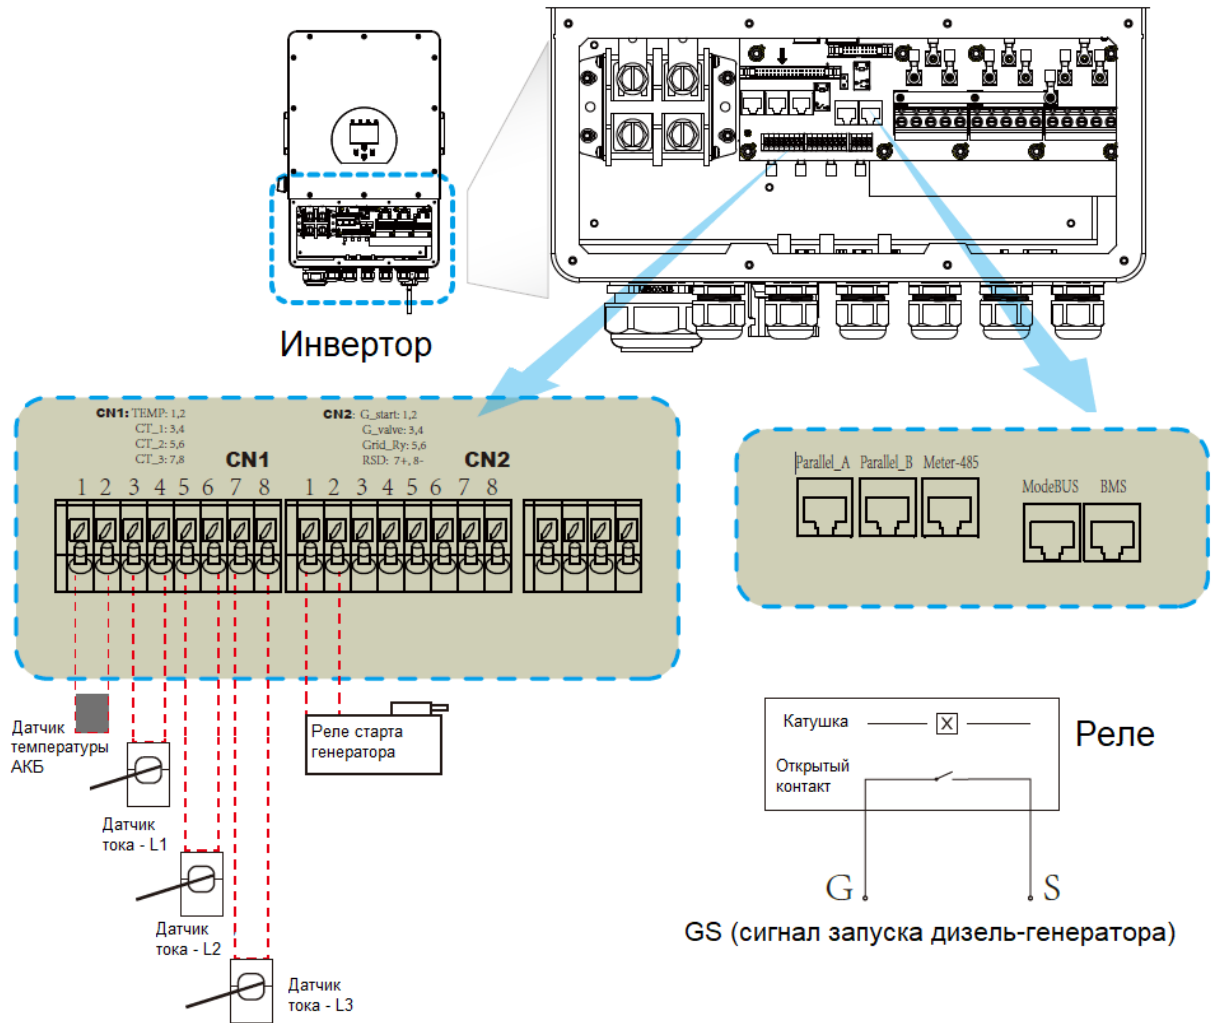 Инвертор
CN1: TEMP: 1,2
CT_1: 3,4
CT_2: 5,6
CT_3: 7,8
CN1
CN2: G_start: 1,2
G_valve: 3,4
Grid_Ry: 5,6
RSD: 7+, 8-
CN2
1 2 3 4 5 6 7 8
1 2 3 4 5 6 7 8
Parallel_A Parallel_B Meter-485
ModeBUS BMS
Датчик
температуры
АКБ
Реле старта
генератора
Датчик
тока - L1
Датчик
тока - L2
Датчик
тока - L3
Катушка
X
Реле
Открытый
контакт
G S
GS (сигнал запуска дизель-генератора)